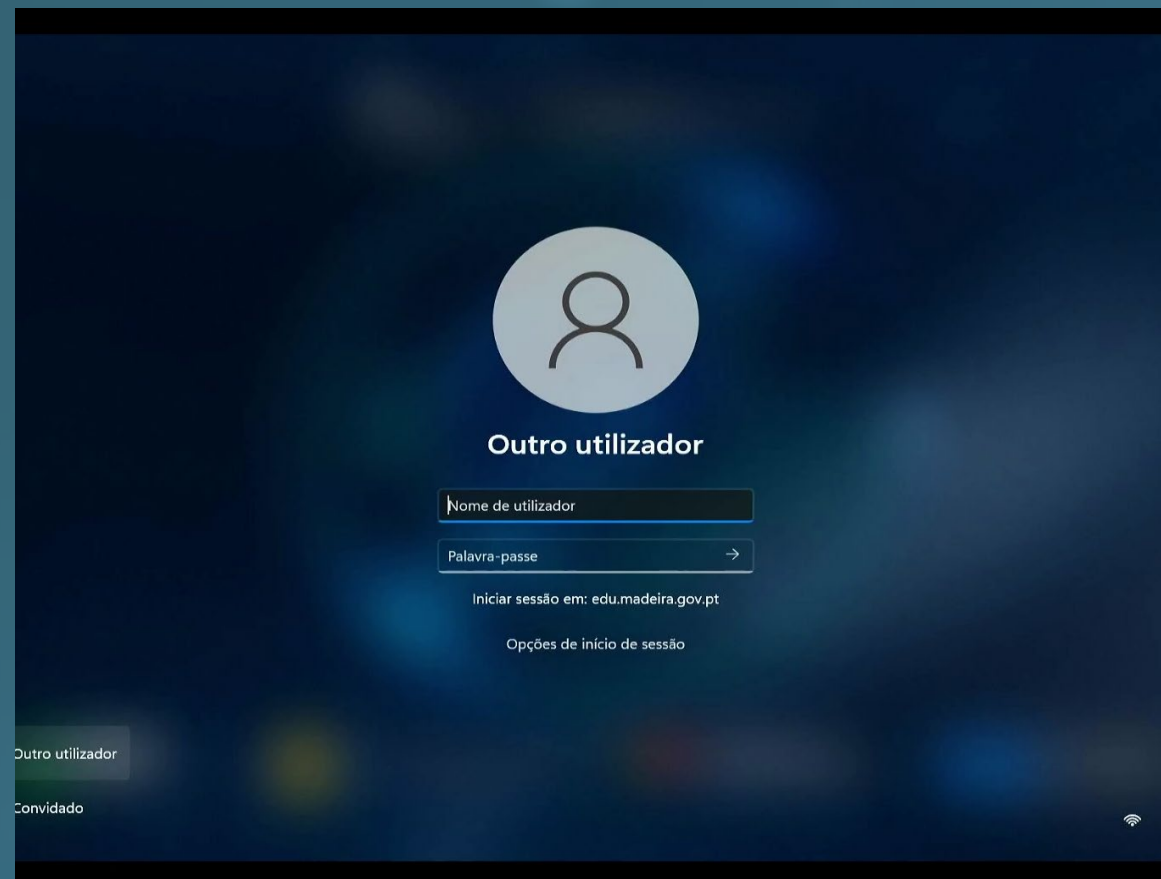 Outro utilizador
Nome de utilizador
Palavra-passe
Iniciar sessão em: edu.madeira.gov.pt
Opções de início de sessão
Outro utilizador
Convidado